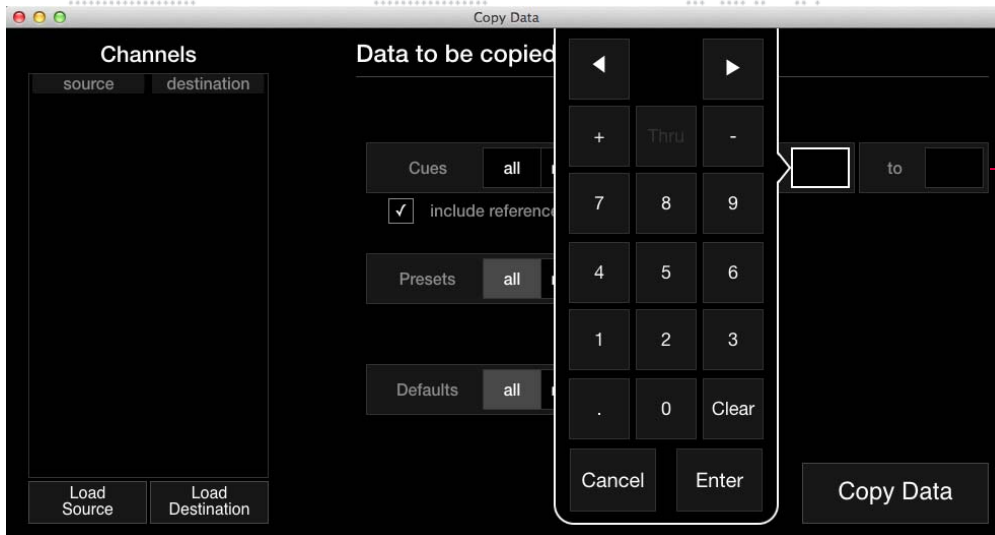 Copy Data
Channels
source destination
Load Source
Load Destination
Data to be copied
Cues all
to
✓ include reference
Presets all
Defaults all
+ Thru -
7 8 9
4 5 6
1 2 3
. 0 Clear
Cancel Enter
Copy Data